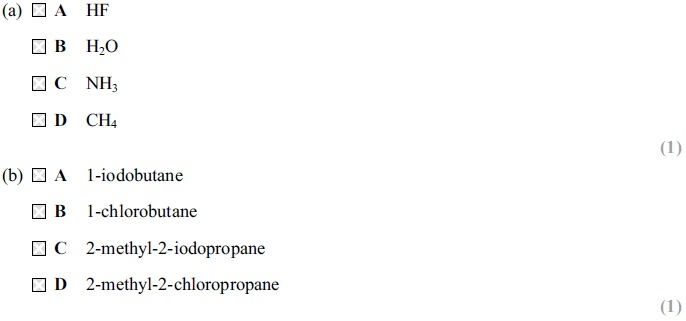 (a) A HF
B H₂O
C NH₃
D CH₄
(1)
(b) A 1-iodobutane
B 1-chlorobutane
C 2-methyl-2-iodopropane
D 2-methyl-2-chloropropane
(1)